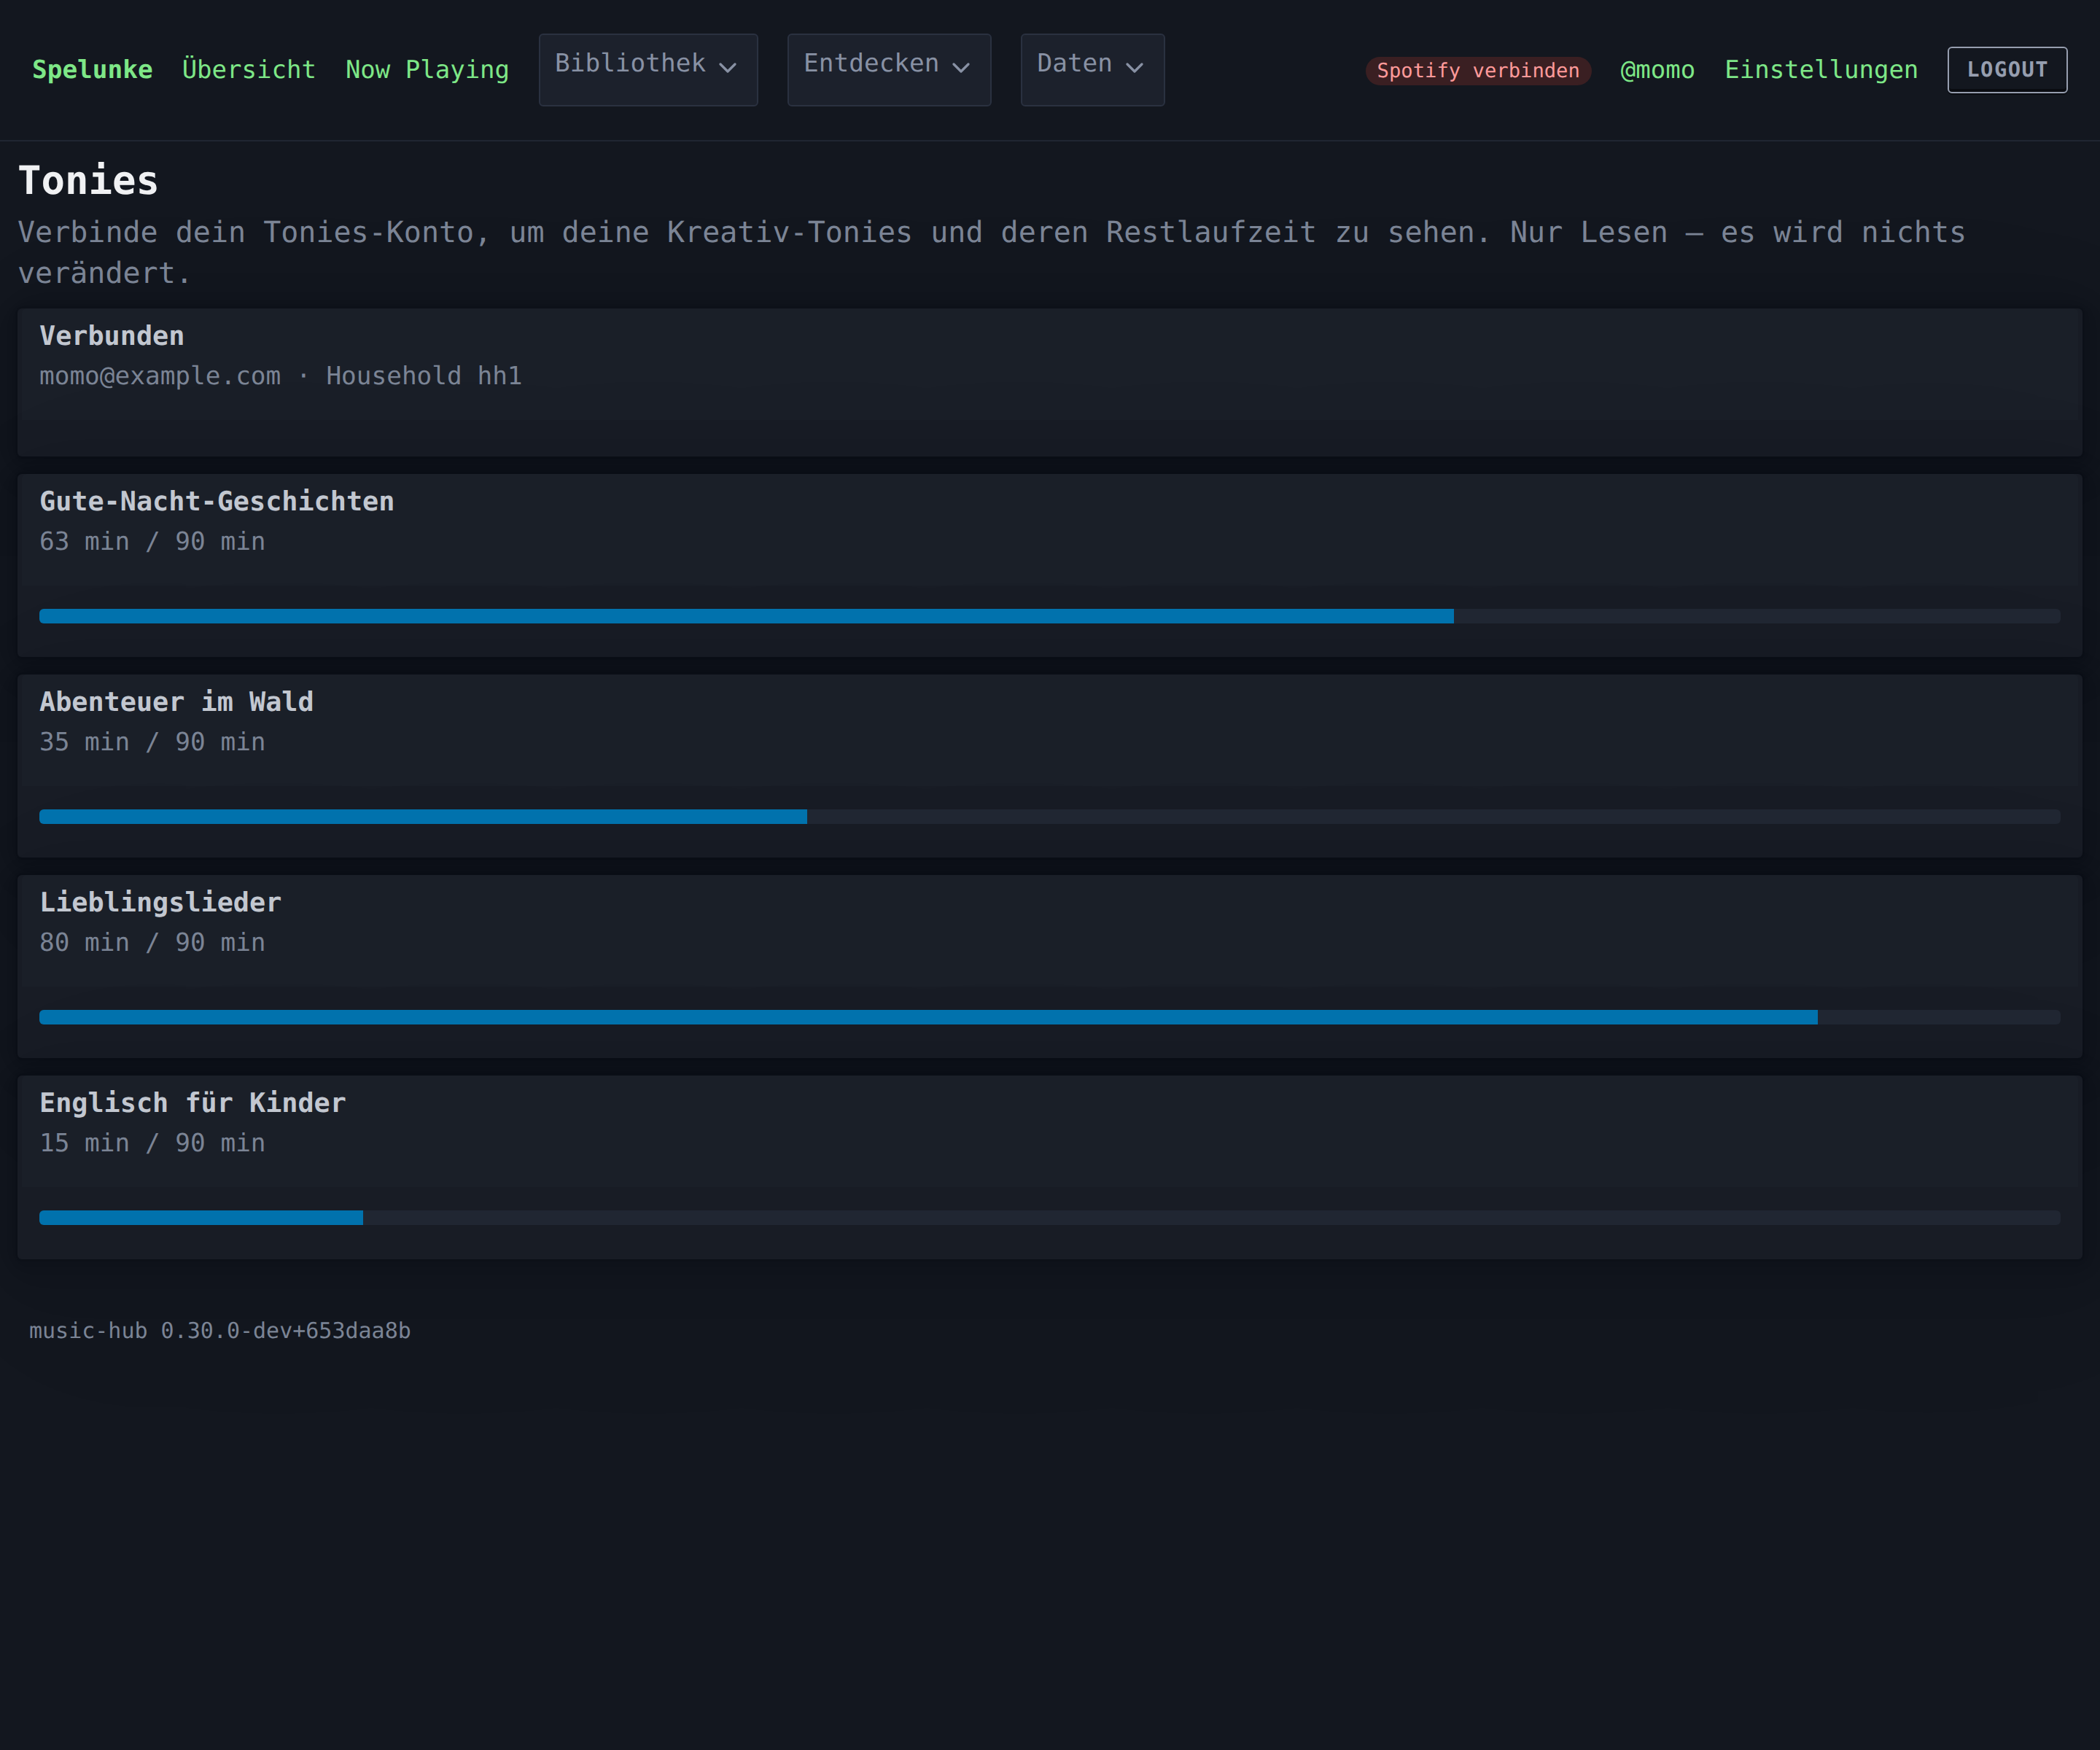 Spelunke Übersicht Now Playing Bibliothek Entdecken Daten Spotify verbinden @momo Einstellungen LOGOUT
Tonies
Verbinde dein Tonies-Konto, um deine Kreativ-Tonies und deren Restlaufzeit zu sehen. Nur Lesen – es wird nichts
verändert.
Verbunden
momo@example.com · Household hh1
Gute-Nacht-Geschichten
63 min / 90 min
Abenteuer im Wald
35 min / 90 min
Lieblingslieder
80 min / 90 min
Englisch für Kinder
15 min / 90 min
music-hub 0.30.0-dev+653daa8b